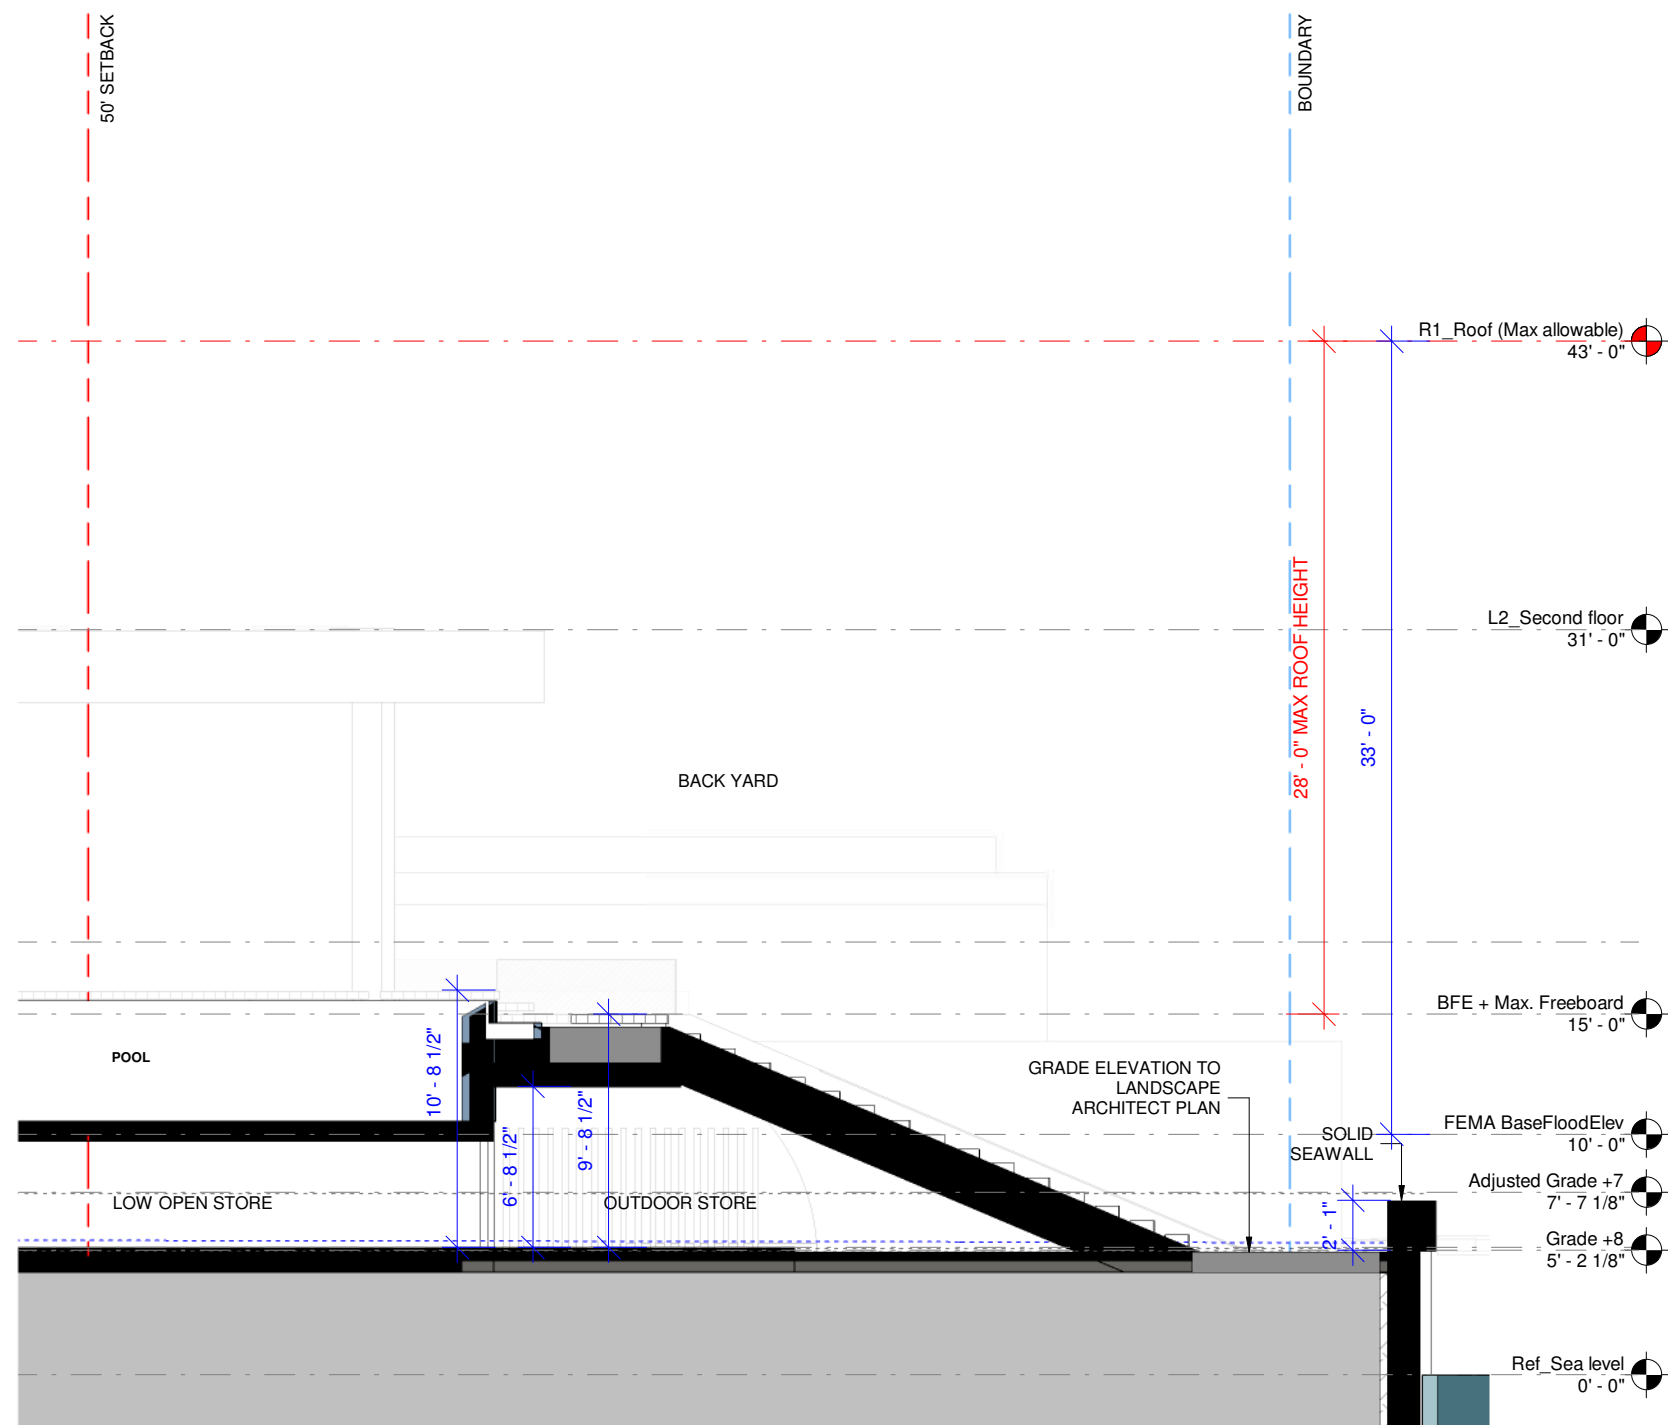 50' SETBACK
BOUNDARY
R1_Roof (Max allowable)
43' - 0"
L2_Second floor
31' - 0"
28' - 0" MAX ROOF HEIGHT
33' - 0"
BACK YARD
BFE + Max. Freeboard
15' - 0"
POOL
10' - 8 1/2"
6' - 8 1/2"
9' - 8 1/2"
GRADE ELEVATION TO
LANDSCAPE
ARCHITECT PLAN
SOLID
SEAWALL
FEMA BaseFloodElev
10' - 0"
Adjusted Grade +7
7' - 7 1/8"
LOW OPEN STORE
OUTDOOR STORE
2' - 1"
Grade +8
5' - 2 1/8"
Ref_Sea level
0' - 0"